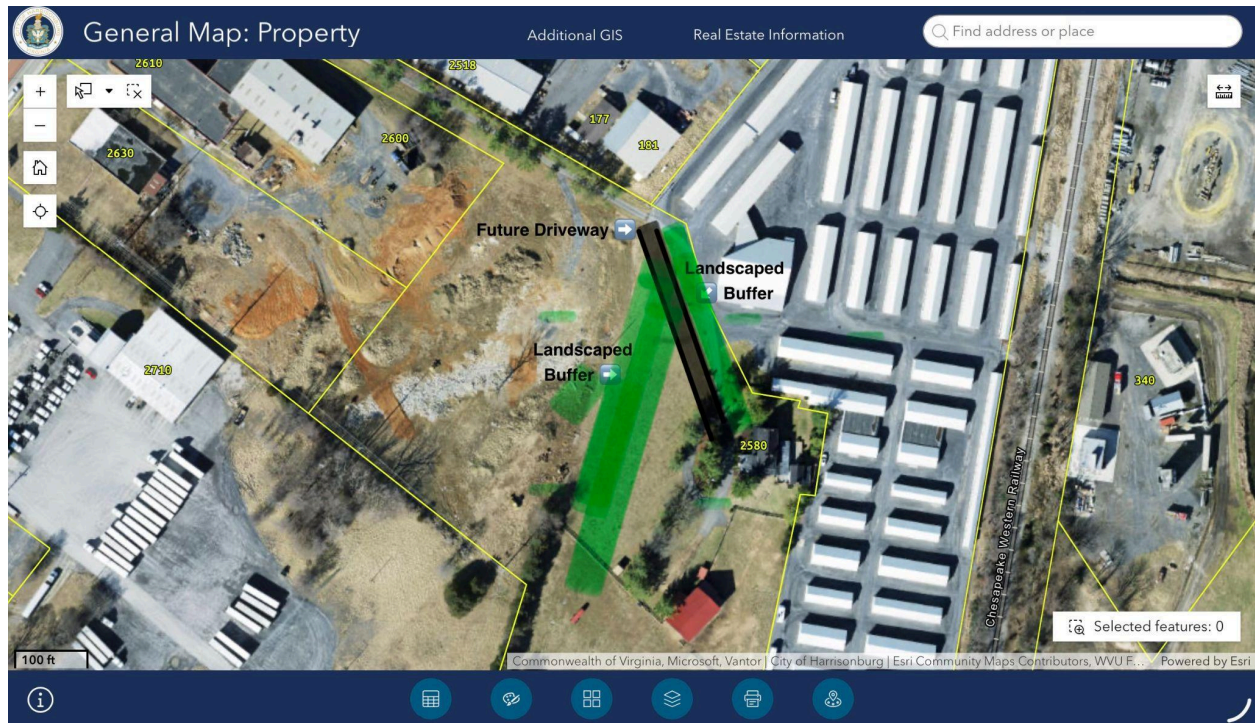 General Map: Property
Additional GIS
Real Estate Information
Find address or place
2610
2518
177
181
2600
2630
Future Driveway
Landscaped
Buffer
Landscaped
Buffer
2710
340
2580
Chesapeake Western Railway
Selected features: 0
100 ft
Commonwealth of Virginia, Microsoft, Vantor | City of Harrisonburg | Esri Community Maps Contributors, WVU F... Powered by Esri